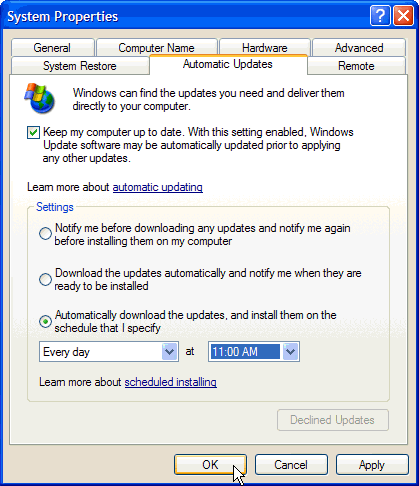 System Properties
General
Computer Name
Hardware
Advanced
System Restore
Automatic Updates
Remote
Windows can find the updates you need and deliver them
directly to your computer.
Keep my computer up to date. With this setting enabled, Windows
Update software may be automatically updated prior to applying
any other updates.
Learn more about automatic updating
Settings
Notify me before downloading any updates and notify me again
before installing them on my computer
Download the updates automatically and notify me when they are
ready to be installed
Automatically download the updates, and install them on the
schedule that I specify
Every day
at
11:00 AM
Learn more about scheduled installing
Declined Updates
OK
Cancel
Apply